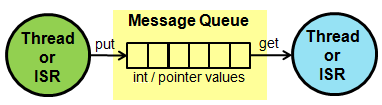 Message Queue
Thread
or
ISR
put
get
Thread
or
ISR
int / pointer values